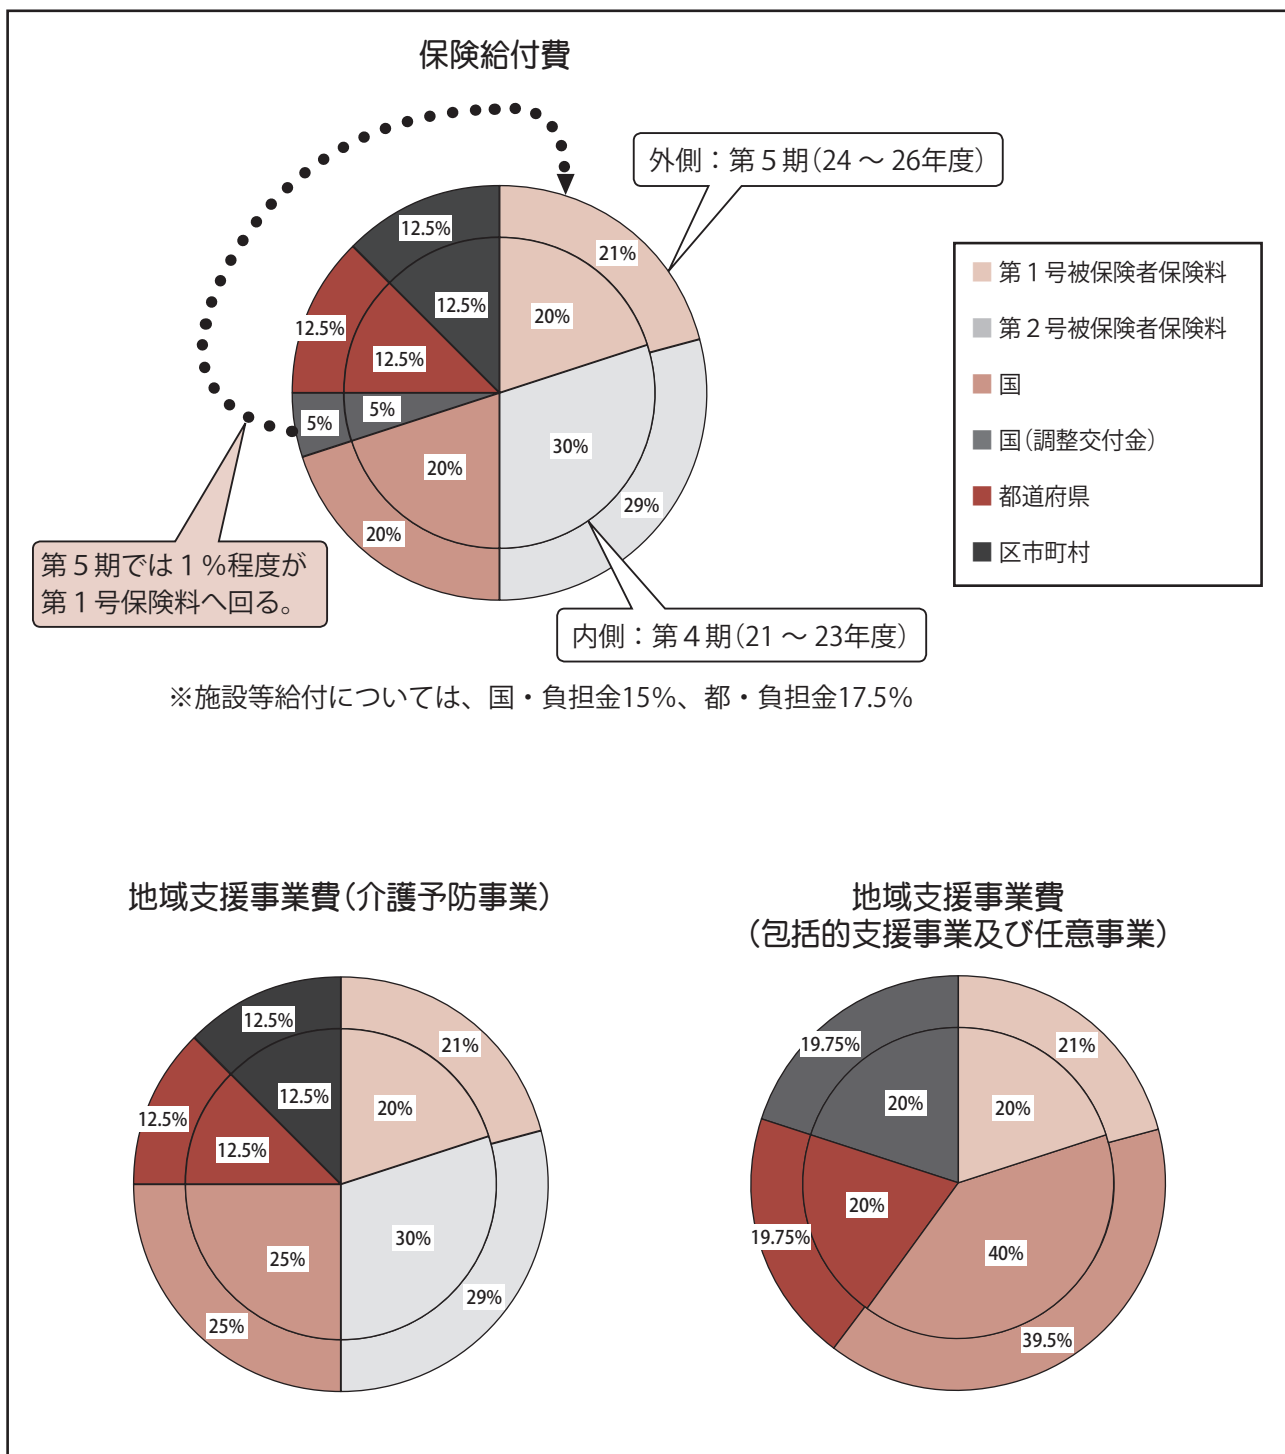 保険給付費
外側：第５期（24 ～ 26年度）
12.5%
21%
12.5%
20%
12.5%
12.5%
5%
5%
30%
20%
29%
20%
第１号被保険者保険料
第２号被保険者保険料
国
国（調整交付金）
都道府県
区市町村
第５期では１％程度が
第１号保険料へ回る。
内側：第４期（21 ～ 23年度）
※施設等給付については、国・負担金15％、都・負担金17.5％
地域支援事業費（介護予防事業）
12.5%
21%
12.5%
20%
12.5%
12.5%
30%
25%
29%
25%
地域支援事業費
（包括的支援事業及び任意事業）
19.75%
21%
20%
20%
20%
19.75%
40%
39.5%